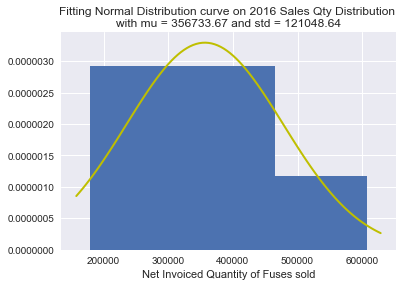 Fitting Normal Distribution curve on 2016 Sales Qty Distribution
with mu = 356733.67 and std = 121048.64
0.0000030
0.0000025
0.0000020
0.0000015
0.0000010
0.0000005
0.0000000
200000 300000 400000 500000 600000
Net Invoiced Quantity of Fuses sold